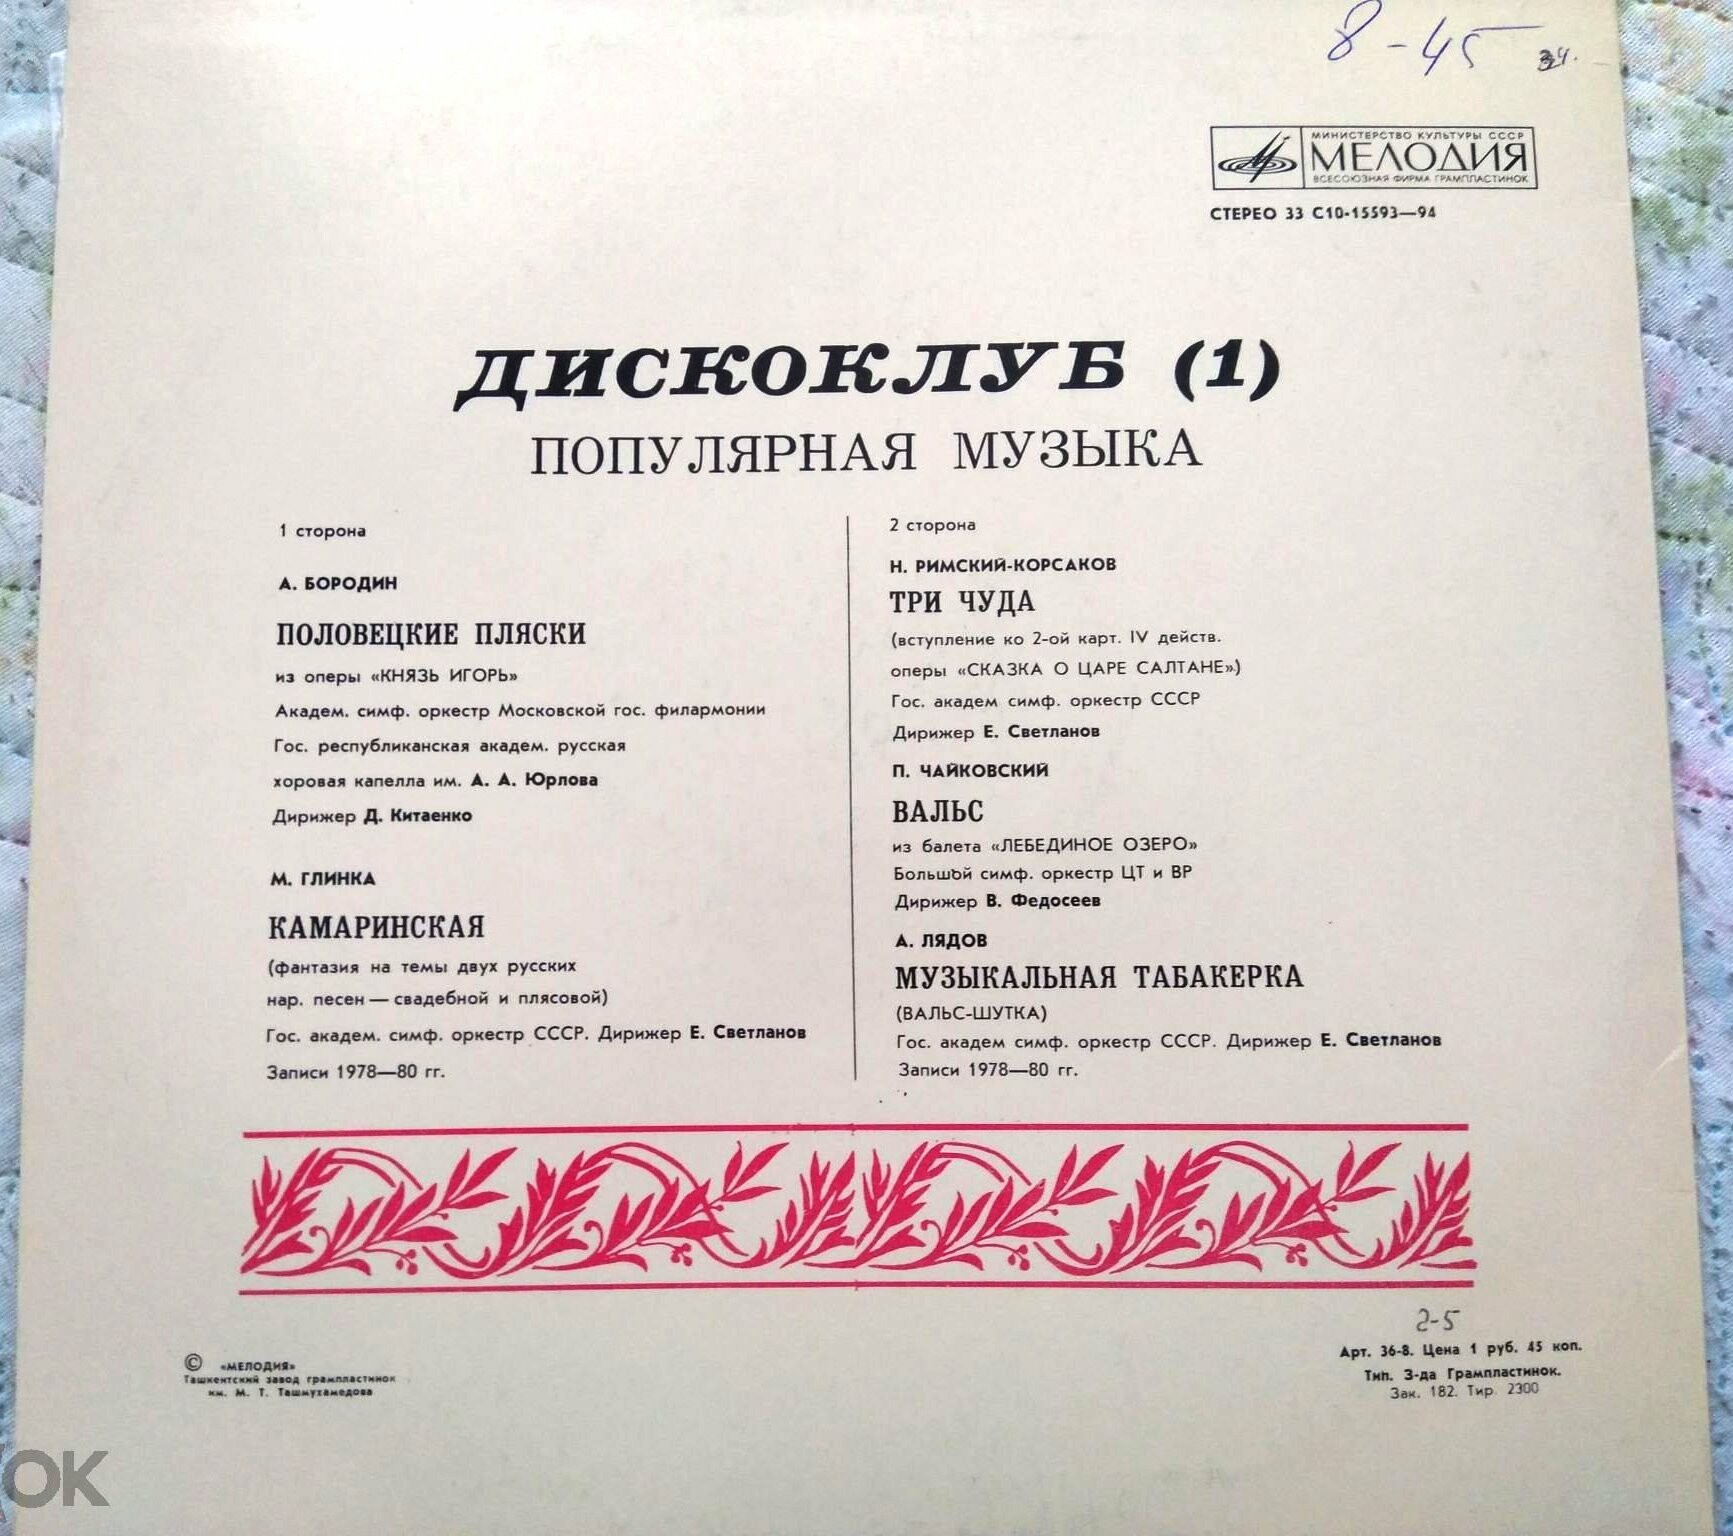 8-45
МИНИСТЕРСТВО КУЛЬТУРЫ СССР
МЕЛОДИЯ
ВСЕСОЮЗНАЯ ФИРМА ГРАМПЛАСТИНОК
СТЕРЕО 33 С10-15593—94
ДИСКОКЛУБ (1)
ПОПУЛЯРНАЯ МУЗЫКА
1 сторона
А. БОРОДИН
ПОЛОВЕЦКИЕ ПЛЯСКИ
из оперы «КНЯЗЬ ИГОРЬ»
Академ. симф. оркестр Московской гос. филармонии
Гос. республиканская академ. русская
хоровая капелла им. А. А. Юрлова
Дирижер Д. Китаенко
М. ГЛИНКА
КАМАРИНСКАЯ
(фантазия на темы двух русских
нар. песен — свадебной и плясовой)
Гос. академ. симф. оркестр СССР. Дирижер Е. Светланов
Записи 1978—80 гг.
2 сторона
Н. РИМСКИЙ-КОРСАКОВ
ТРИ ЧУДА
(вступление ко 2-ой карт. IV действ.
оперы «СКАЗКА О ЦАРЕ САЛТАНЕ»)
Гос. академ симф. оркестр СССР
Дирижер Е. Светланов
П. ЧАЙКОВСКИЙ
ВАЛЬС
из балета «ЛЕБЕДИНОЕ ОЗЕРО»
Большой симф. оркестр ЦТ и ВР
Дирижер В. Федосеев
А. ЛЯДОВ
МУЗЫКАЛЬНАЯ ТАБАКЕРКА
(ВАЛЬС-ШУТКА)
Гос. академ симф. оркестр СССР. Дирижер Е. Светланов
Записи 1978—80 гг.
2-5
© «МЕЛОДИЯ»
Ташкентский завод грампластинок
им. М. Т. Ташмухамедова
Арт. 36-8. Цена 1 руб. 45 коп.
Тип. З-да Грампластинок.
Зак. 182. Тир. 2300
ОК